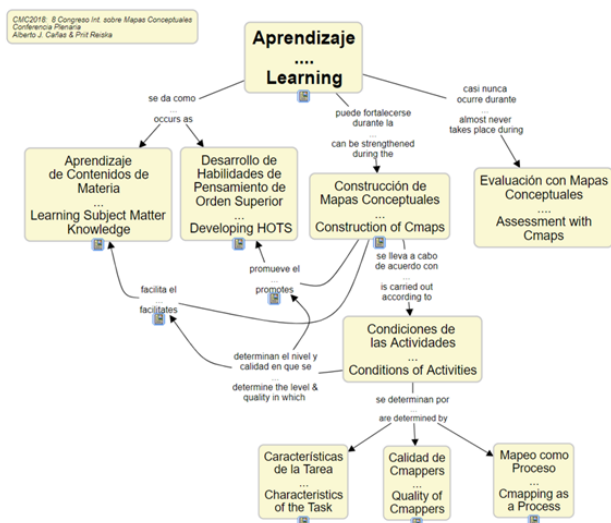 CMC2018: 8 Congreso Int. sobre Mapas Conceptuales
Conferencia Plenaria
Alberto J. Cañas & Priit Reiska
Aprendizaje
....
Learning
se da como
...
occurs as
puede fortalecerse
durante la
...
can be strengthened
during the
casi nunca
ocurre durante
...
almost never
takes place during
Aprendizaje
de Contenidos de
Materia
...
Learning Subject Matter
Knowledge
Desarrollo de
Habilidades de
Pensamiento de
Orden Superior
...
Developing HOTS
Construcción de
Mapas Conceptuales
...
Construction of Cmaps
Evaluación con Mapas
Conceptuales
....
Assessment with
Cmaps
se lleva a cabo
de acuerdo con
...
is carried out
according to
promueve el
...
promotes
facilita el
...
facilitates
Condiciones de
las Actividades
...
Conditions of Activities
determinan el nivel y
calidad en que se
...
determine the level &
quality in which
se determinan por
...
are determined by
Características
de la Tarea
...
Characteristics
of the Task
Calidad de
Cmappers
...
Quality of
Cmappers
Mapeo como
Proceso
...
Cmapping as
a Process